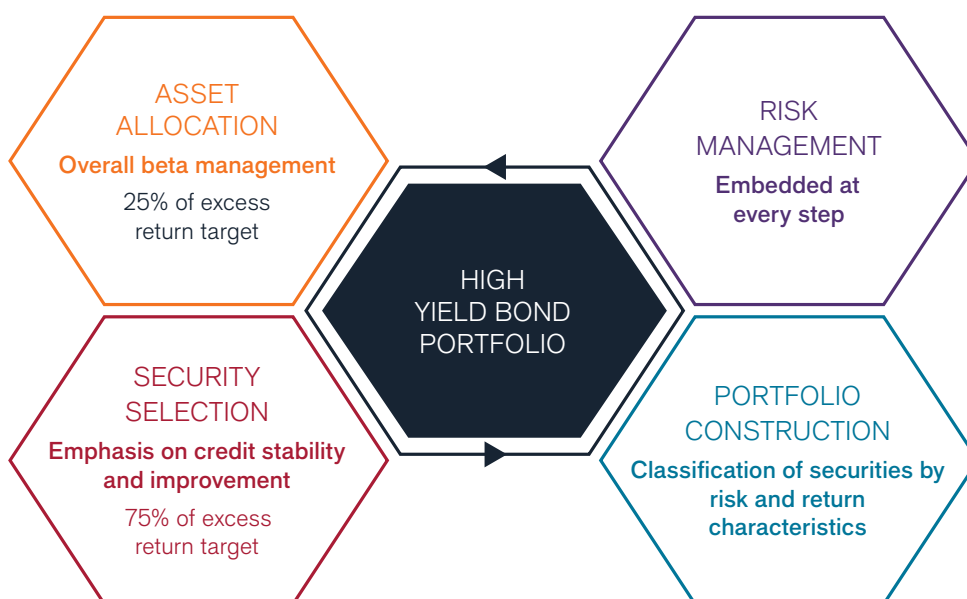 ASSET
ALLOCATION
Overall beta management
25% of excess
return target
RISK
MANAGEMENT
Embedded at
every step
HIGH
YIELD BOND
PORTFOLIO
SECURITY
SELECTION
Emphasis on credit stability
and improvement
75% of excess
return target
PORTFOLIO
CONSTRUCTION
Classification of securities by
risk and return
characteristics